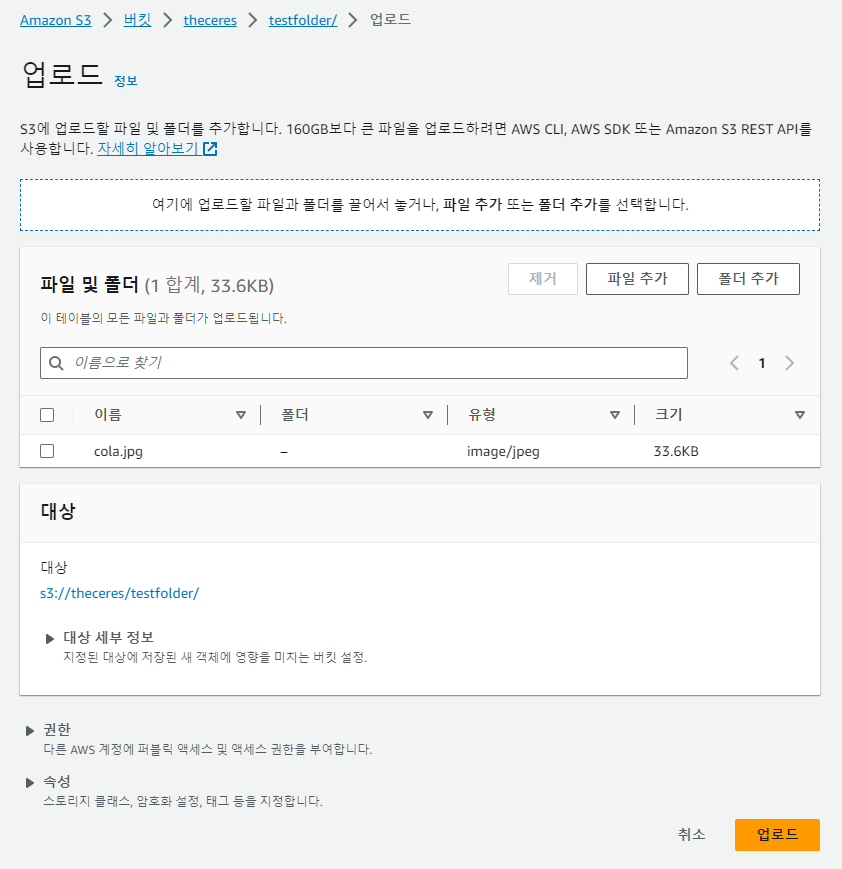 Amazon S3 > 버킷 > theceres > testfolder/ > 업로드
업로드 정보
S3에 업로드할 파일 및 폴더를 추가합니다. 160GB보다 큰 파일을 업로드하려면 AWS CLI, AWS SDK 또는 Amazon S3 REST API를
사용합니다. 자세히 알아보기
여기에 업로드할 파일과 폴더를 끌어서 놓거나, 파일 추가 또는 폴더 추가를 선택합니다.
파일 및 폴더 (1 합계, 33.6KB) 제거 파일 추가 폴더 추가
이 테이블의 모든 파일과 폴더가 업로드됩니다.
이름으로 찾기 < 1 >
이름 폴더 유형 크기
cola.jpg – image/jpeg 33.6KB
대상
대상
s3://theceres/testfolder/
대상 세부 정보
지정된 대상에 저장된 새 객체에 영향을 미치는 버킷 설정.
권한
다른 AWS 계정에 퍼블릭 액세스 및 액세스 권한을 부여합니다.
속성
스토리지 클래스, 암호화 설정, 태그 등을 지정합니다.
취소 업로드